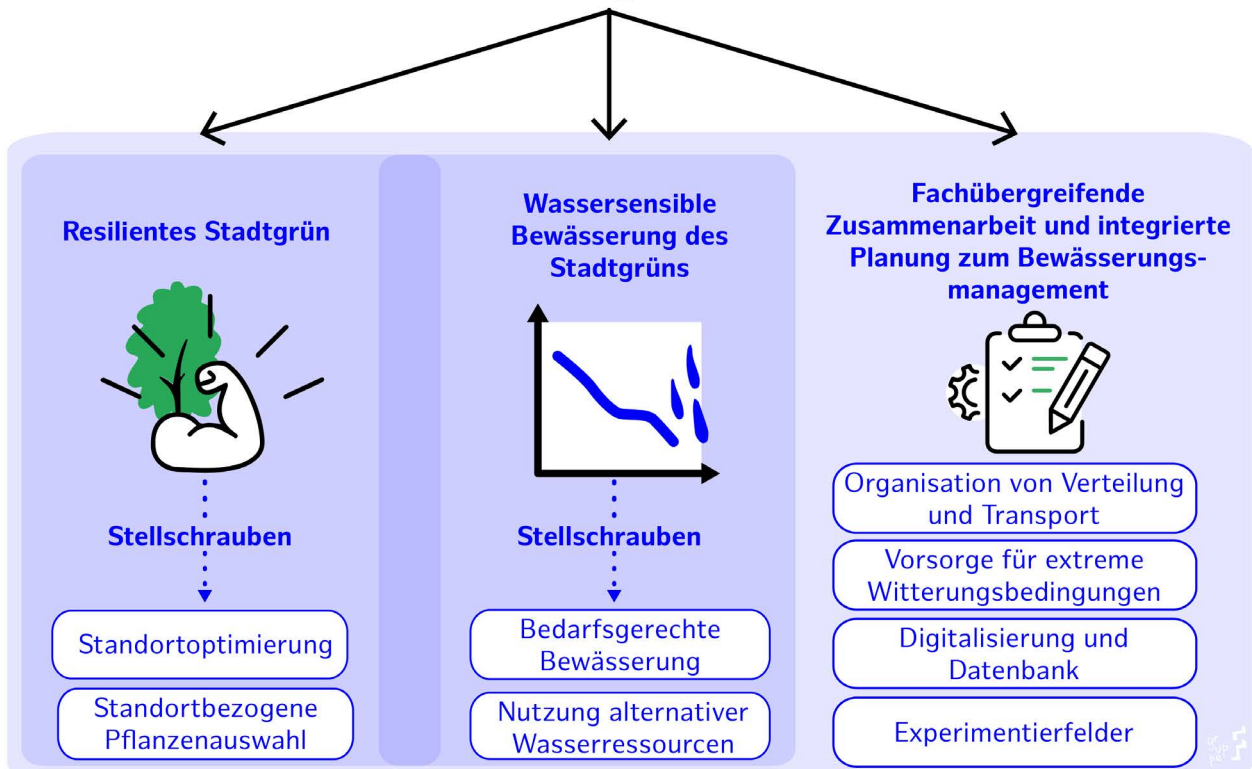 Resilientes Stadtgrün
Stellschrauben
Standortoptimierung
Standortbezogene
Pflanzenauswahl
Wassersensible
Bewässerung des
Stadtgrüns
Stellschrauben
Bedarfsgerechte
Bewässerung
Nutzung alternativer
Wasserressourcen
Fachübergreifende
Zusammenarbeit und integrierte
Planung zum Bewässerungs-
management
Organisation von Verteilung
und Transport
Vorsorge für extreme
Witterungsbedingungen
Digitalisierung und
Datenbank
Experimentierfelder